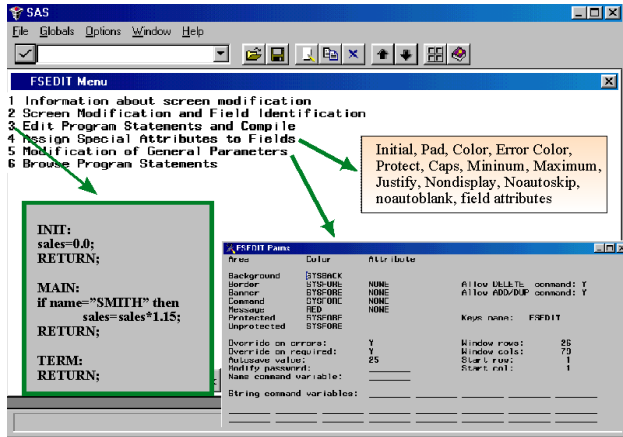 SAS
File Globals Options Window Help
FSEDIT Menu
1 Information about screen modification
2 Screen Modification and Field Identification
3 Edit Program Statements and Compile
4 Assign Special Attributes to Fields
5 Modification of General Parameters
6 Browse Program Statements
Initial, Pad, Color, Error Color,
Protect, Caps, Mininum, Maximum,
Justify, Nondisplay, Noautoskip,
noautoblank, field attributes
INIT:
sales=0.0;
RETURN;
MAIN:
if name="SMITH" then
sales=sales*1.15;
RETURN;
TERM:
RETURN;
FSEDIT Parms
Area Color Attribute
Background SYSBACK
Border SYSFORE NONE Allow DELETE command: Y
Banner SYSFORE NONE Allow ADD/DUP command: Y
Command SYSFORE NONE
Message RED NONE
Protected SYSFORE Keys name: FSEDIT
Unprotected SYSFORE
Override on errors: Y Window rows: 26
Override on required: Y Window cols: 79
Autosave value: 25 Start row: 1
Modify password: Start col: 1
Name command variable:
String command variables: